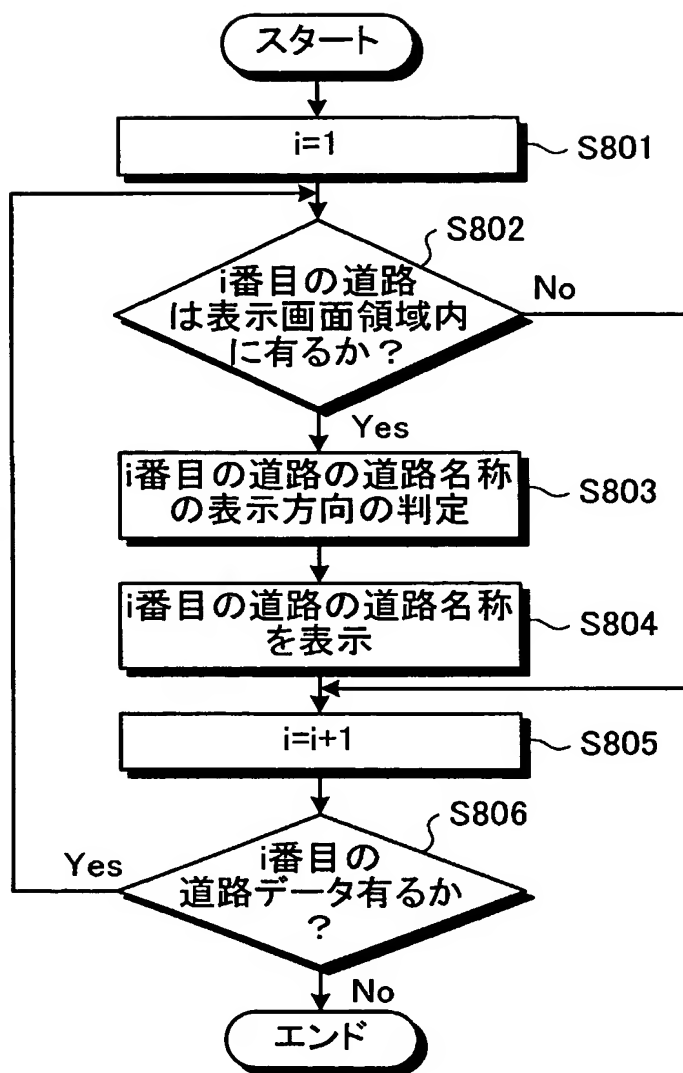 スタート
i=1
S801
S802
i番目の道路
は表示画面領域内
に有るか？
No
Yes
i番目の道路の道路名称
の表示方向の判定
S803
i番目の道路の道路名称
を表示
S804
i=i+1
S805
S806
Yes
i番目の
道路データ有るか
？
No
エンド